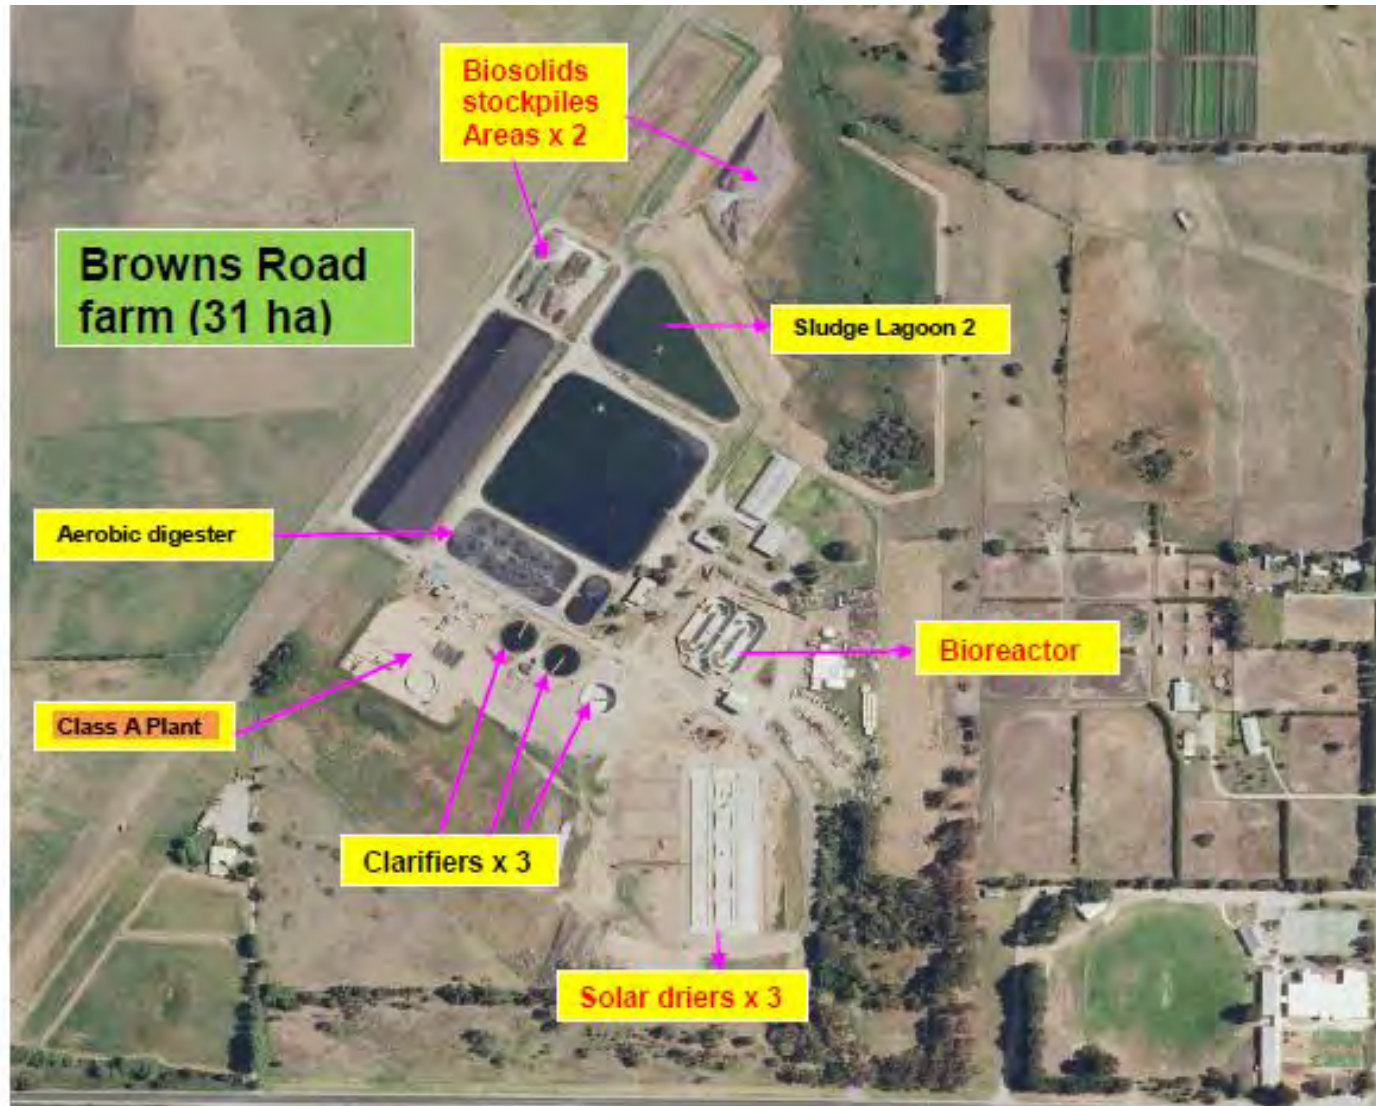 Biosolids
stockpiles
Areas x 2
Browns Road
farm (31 ha)
Sludge Lagoon 2
Aerobic digester
Bioreactor
Class A Plant
Clarifiers x 3
Solar driers x 3